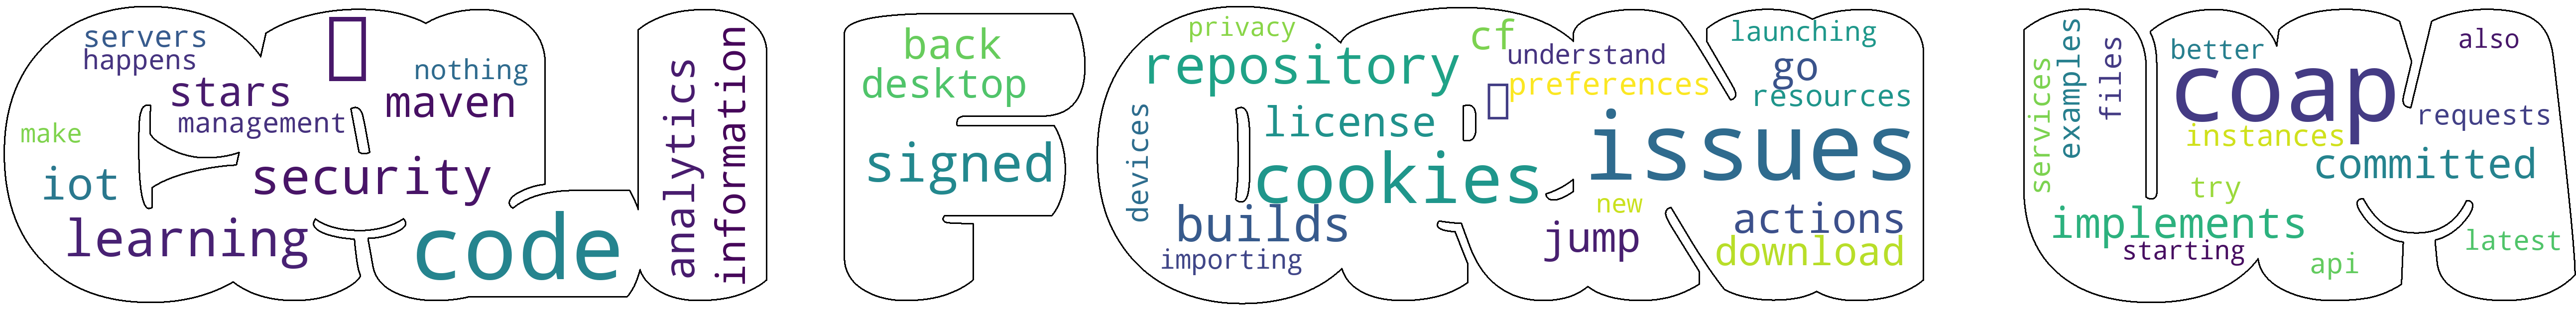 servers
happens
nothing
stars
maven
management
make
iot
security
learning
code
analytics
information
back
desktop
signed
privacy
repository
cf
understand
preferences
launching
go
resources
devices
license
issues
cookies
new
builds
jump
actions
importing
download
services
examples
files
better
also
coap
requests
instances
committed
try
implements
starting
api
latest